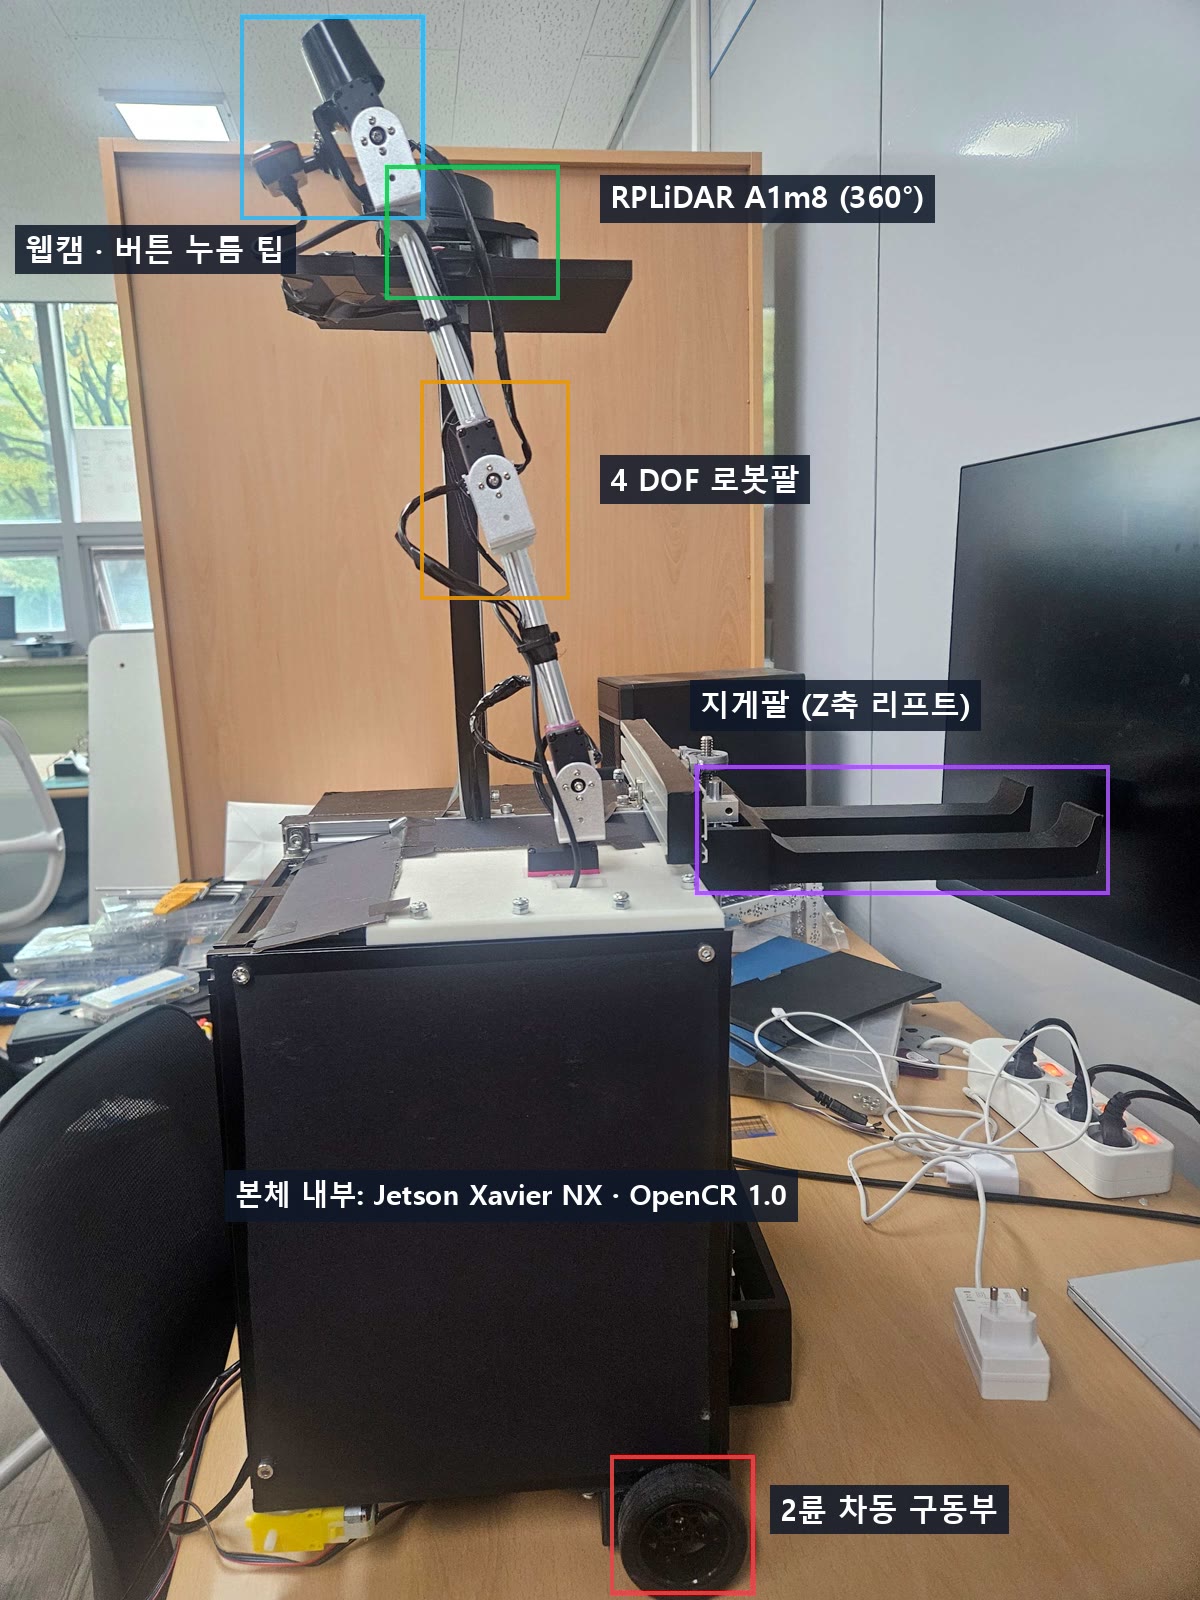 RPLiDAR A1m8 (360°)
웹캠 · 버튼 누름 팁
4 DOF 로봇팔
지게팔 (Z축 리프트)
본체 내부: Jetson Xavier NX · OpenCR 1.0
2륜 차동 구동부